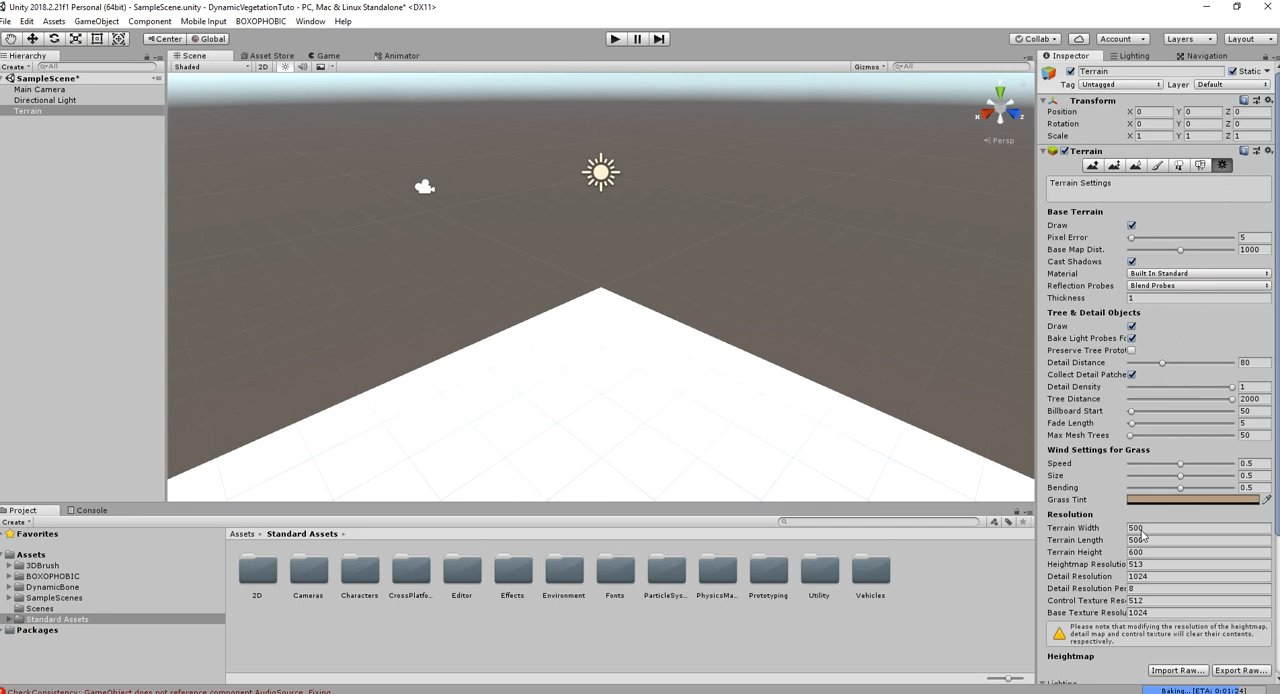 Unity 2018.2.21f1 Personal (64bit) - SampleScene.unity - DynamicVegetationTuto - PC, Mac & Linux Standalone* <DX11>
File Edit Assets GameObject Component Mobile Input BOXOPHOBIC Window Help
Center Global Collab Account Layers Layout
Hierarchy Scene Asset Store Game Animator Inspector Lighting Navigation
Create All Shaded 2D Gizmos All Terrain Static
SampleScene*
Main Camera
Directional Light
Terrain
x z
Persp
Tag Untagged Layer Default
Transform
Position X 0 Y 0 Z 0
Rotation X 0 Y 0 Z 0
Scale X 1 Y 1 Z 1
Terrain
Terrain Settings
Base Terrain
Draw
Pixel Error 5
Base Map Dist. 1000
Cast Shadows
Material Built In Standard
Reflection Probes Blend Probes
Thickness 1
Tree & Detail Objects
Draw
Bake Light Probes Fo
Preserve Tree Protot
Detail Distance 80
Collect Detail Patche
Detail Density 1
Tree Distance 2000
Billboard Start 50
Fade Length 5
Max Mesh Trees 50
Wind Settings for Grass
Speed 0.5
Size 0.5
Bending 0.5
Grass Tint
Resolution
Terrain Width 500
Terrain Length 500
Terrain Height 600
Heightmap Resolutio 513
Detail Resolution 1024
Detail Resolution Per 8
Control Texture Res 512
Base Texture Resolu 1024
Please note that modifying the resolution of the heightmap,
detail map and control texture will clear their contents,
respectively.
Heightmap
Import Raw... Export Raw...
Project Console
Create
Favorites
Assets
3DBrush
BOXOPHOBIC
DynamicBone
SampleScenes
Scenes
Standard Assets
Packages
Assets Standard Assets
2D Cameras Characters CrossPlatfo... Editor Effects Environment Fonts ParticleSys... PhysicsMa... Prototyping Utility Vehicles
CheckConsistency: GameObject does not reference component AudioSource. Fixing.
Baking... [ETA: 0:01:24]